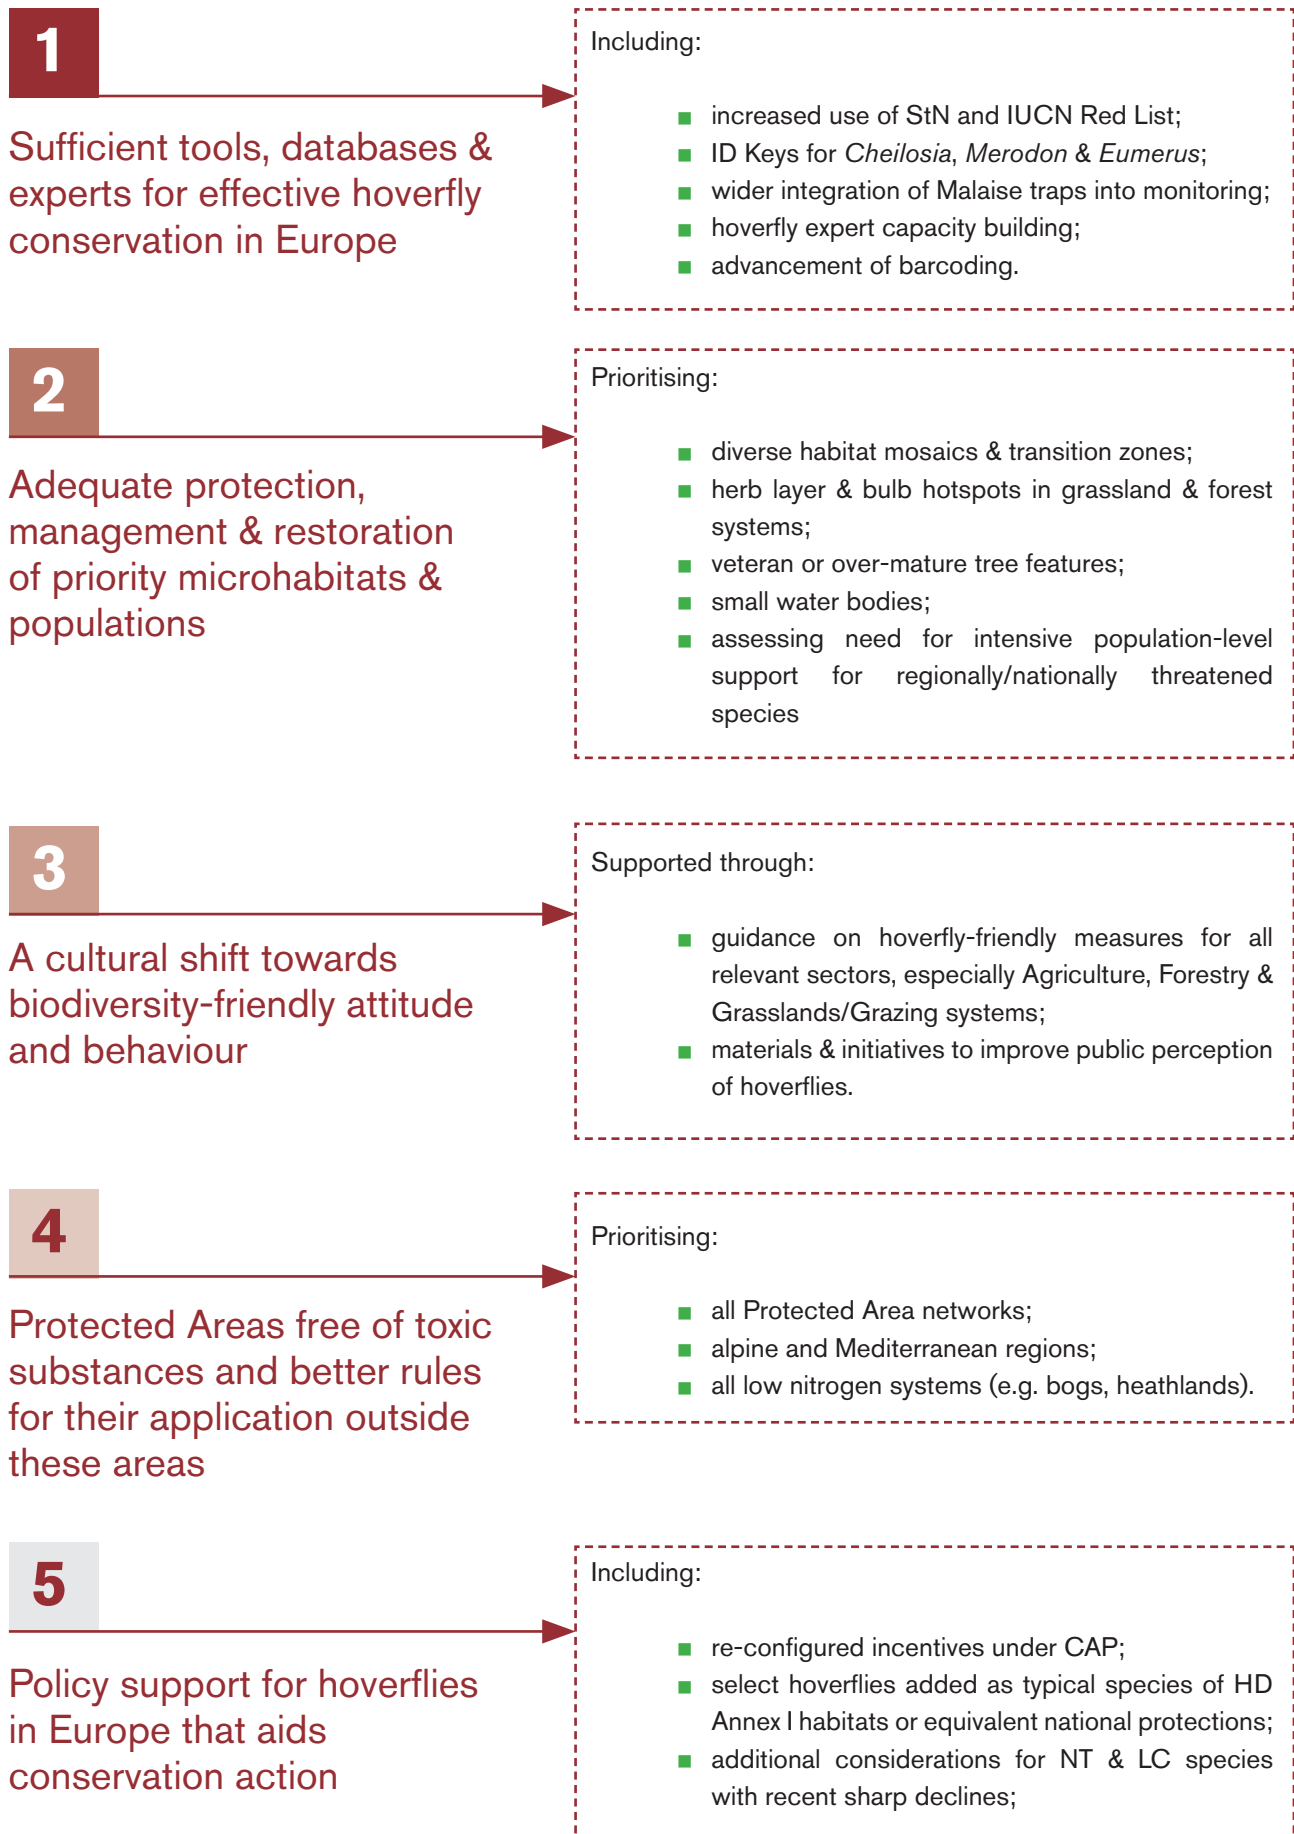 1
Sufficient tools, databases &
experts for effective hoverfly
conservation in Europe
Including:
■ increased use of StN and IUCN Red List;
■ ID Keys for Cheilosia, Merodon & Eumerus;
■ wider integration of Malaise traps into monitoring;
■ hoverfly expert capacity building;
■ advancement of barcoding.
2
Adequate protection,
management & restoration
of priority microhabitats &
populations
Prioritising:
■ diverse habitat mosaics & transition zones;
■ herb layer & bulb hotspots in grassland & forest
systems;
■ veteran or over-mature tree features;
■ small water bodies;
■ assessing need for intensive population-level
support for regionally/nationally threatened
species
3
A cultural shift towards
biodiversity-friendly attitude
and behaviour
Supported through:
■ guidance on hoverfly-friendly measures for all
relevant sectors, especially Agriculture, Forestry &
Grasslands/Grazing systems;
■ materials & initiatives to improve public perception
of hoverflies.
4
Protected Areas free of toxic
substances and better rules
for their application outside
these areas
Prioritising:
■ all Protected Area networks;
■ alpine and Mediterranean regions;
■ all low nitrogen systems (e.g. bogs, heathlands).
5
Policy support for hoverflies
in Europe that aids
conservation action
Including:
■ re-configured incentives under CAP;
■ select hoverflies added as typical species of HD
Annex I habitats or equivalent national protections;
■ additional considerations for NT & LC species
with recent sharp declines;